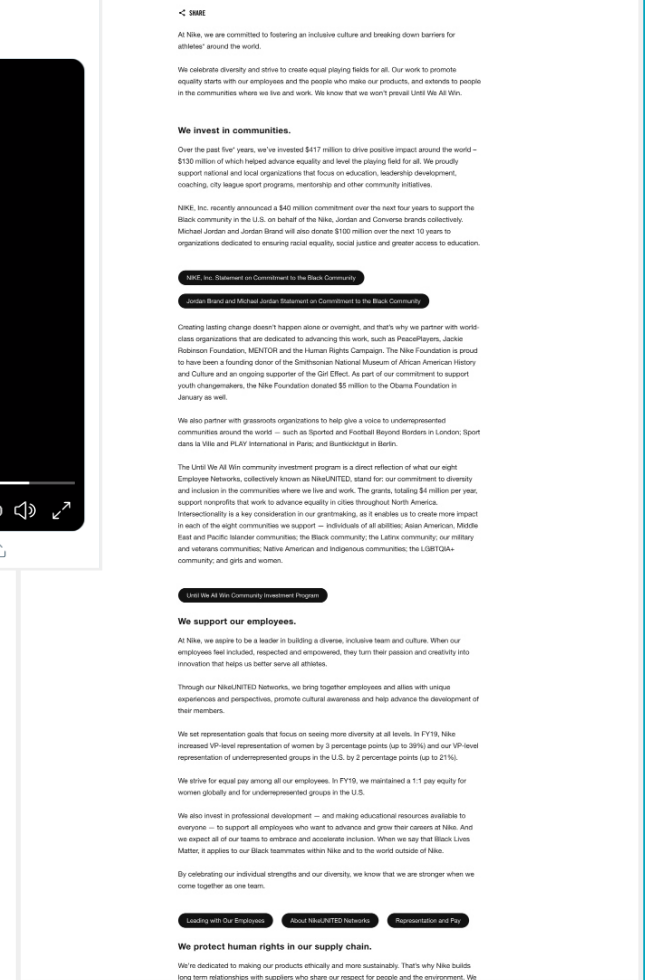 SHARE
At Nike, we are committed to fostering an inclusive culture and breaking down barriers for
athletes* around the world.
We celebrate diversity and strive to create equal playing fields for all. Our work to promote
equality starts with our employees and the people who make our products, and extends to people
in the communities where we live and work. We know that we won't prevail Until We All Win.
We invest in communities.
Over the past five* years, we've invested $417 million to drive positive impact around the world –
$130 million of which helped advance equality and level the playing field for all. We proudly
support national and local organizations that focus on education, leadership development,
coaching, city league sport programs, mentorship and other community initiatives.
NIKE, Inc. recently announced a $40 million commitment over the next four years to support the
Black community in the U.S. on behalf of the Nike, Jordan and Converse brands collectively.
Michael Jordan and Jordan Brand will also donate $100 million over the next 10 years to
organizations dedicated to ensuring racial equality, social justice and greater access to education.
NIKE, Inc. Statement on Commitment to the Black Community
Jordan Brand and Michael Jordan Statement on Commitment to the Black Community
Creating lasting change doesn't happen alone or overnight, and that's why we partner with world-
class organizations that are dedicated to advancing this work, such as PeacePlayers, Jackie
Robinson Foundation, MENTOR and the Human Rights Campaign. The Nike Foundation is proud
to have been a founding donor of the Smithsonian National Museum of African American History
and Culture and an ongoing supporter of the Girl Effect. As part of our commitment to support
youth changemakers, the Nike Foundation donated $5 million to the Obama Foundation in
January as well.
We also partner with grassroots organizations to help give a voice to underrepresented
communities around the world — such as Sported and Football Beyond Borders in London; Sport
dans la Ville and PLAY International in Paris; and Buntkicktgut in Berlin.
The Until We All Win community investment program is a direct reflection of what our eight
Employee Networks, collectively known as NikeUNITED, stand for: our commitment to diversity
and inclusion in the communities where we live and work. The grants, totaling $4 million per year,
support nonprofits that work to advance equality in cities throughout North America.
Intersectionality is a key consideration in our grantmaking, as it enables us to create more impact
in each of the eight communities we support — individuals of all abilities; Asian American, Middle
East and Pacific Islander communities; the Black community; the Latinx community; our military
and veterans communities; Native American and Indigenous communities; the LGBTQIA+
community; and girls and women.
Until We All Win Community Investment Program
We support our employees.
At Nike, we aspire to be a leader in building a diverse, inclusive team and culture. When our
employees feel included, respected and empowered, they turn their passion and creativity into
innovation that helps us better serve all athletes.
Through our NikeUNITED Networks, we bring together employees and allies with unique
experiences and perspectives, promote cultural awareness and help advance the development of
their members.
We set representation goals that focus on seeing more diversity at all levels. In FY19, Nike
increased VP-level representation of women by 3 percentage points (up to 39%) and our VP-level
representation of underrepresented groups in the U.S. by 2 percentage points (up to 21%).
We strive for equal pay among all our employees. In FY19, we maintained a 1:1 pay equity for
women globally and for underrepresented groups in the U.S.
We also invest in professional development — and making educational resources available to
everyone — to support all employees who want to advance and grow their careers at Nike. And
we expect all of our teams to embrace and accelerate inclusion. When we say that Black Lives
Matter, it applies to our Black teammates within Nike and to the world outside of Nike.
By celebrating our individual strengths and our diversity, we know that we are stronger when we
come together as one team.
Leading with Our Employees
About NikeUNITED Networks
Representation and Pay
We protect human rights in our supply chain.
We're dedicated to making our products ethically and more sustainably. That's why Nike builds
long term relationships with suppliers who share our respect for people and the environment. We